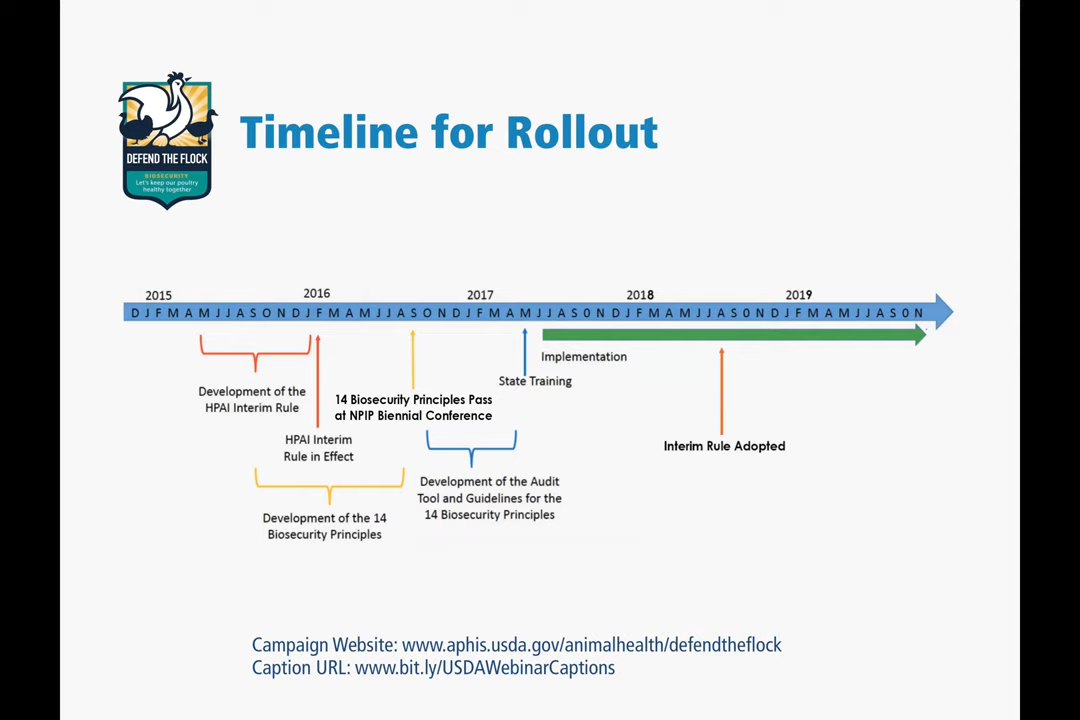 DEFEND THE FLOCK
BIOSECURITY
Let's keep our poultry
healthy together
Timeline for Rollout
2015 2016 2017 2018 2019
D J F M A M J J A S O N D J F M A M J J A S O N D J F M A M J J A S O N D J F M A M J J A S O N D J F M A M J J A S O N
Implementation
State Training
Development of the
HPAI Interim Rule
14 Biosecurity Principles Pass
at NPIP Biennial Conference
HPAI Interim
Rule in Effect
Interim Rule Adopted
Development of the Audit
Tool and Guidelines for the
14 Biosecurity Principles
Development of the 14
Biosecurity Principles
Campaign Website: www.aphis.usda.gov/animalhealth/defendtheflock
Caption URL: www.bit.ly/USDAWebinarCaptions